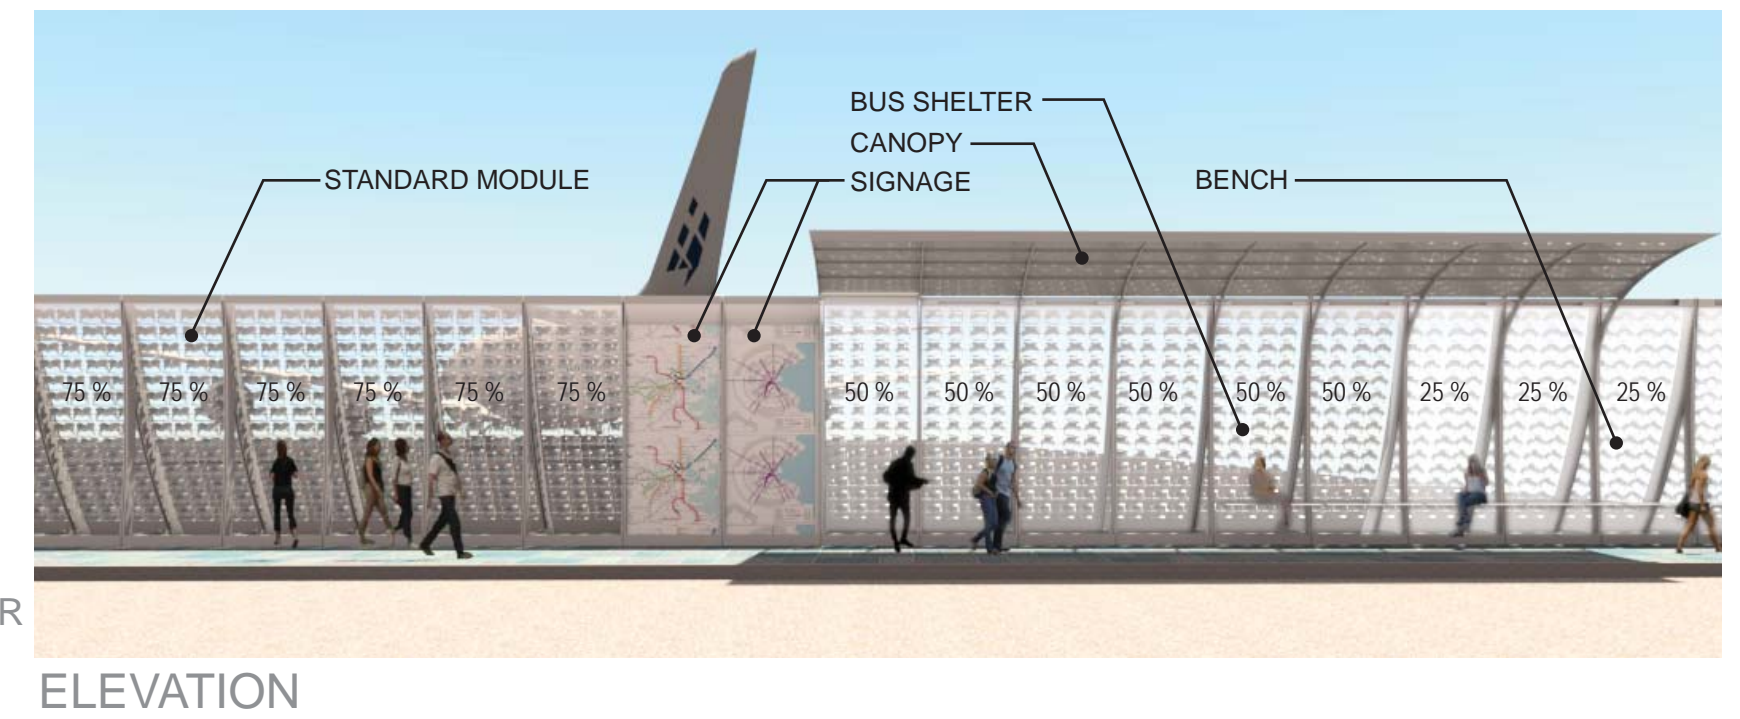 BUS SHELTER
CANOPY
STANDARD MODULE
SIGNAGE
BENCH
75 % 75 % 75 % 75 % 75 % 75 % 50 % 50 % 50 % 50 % 50 % 50 % 25 % 25 % 25 %
R
ELEVATION